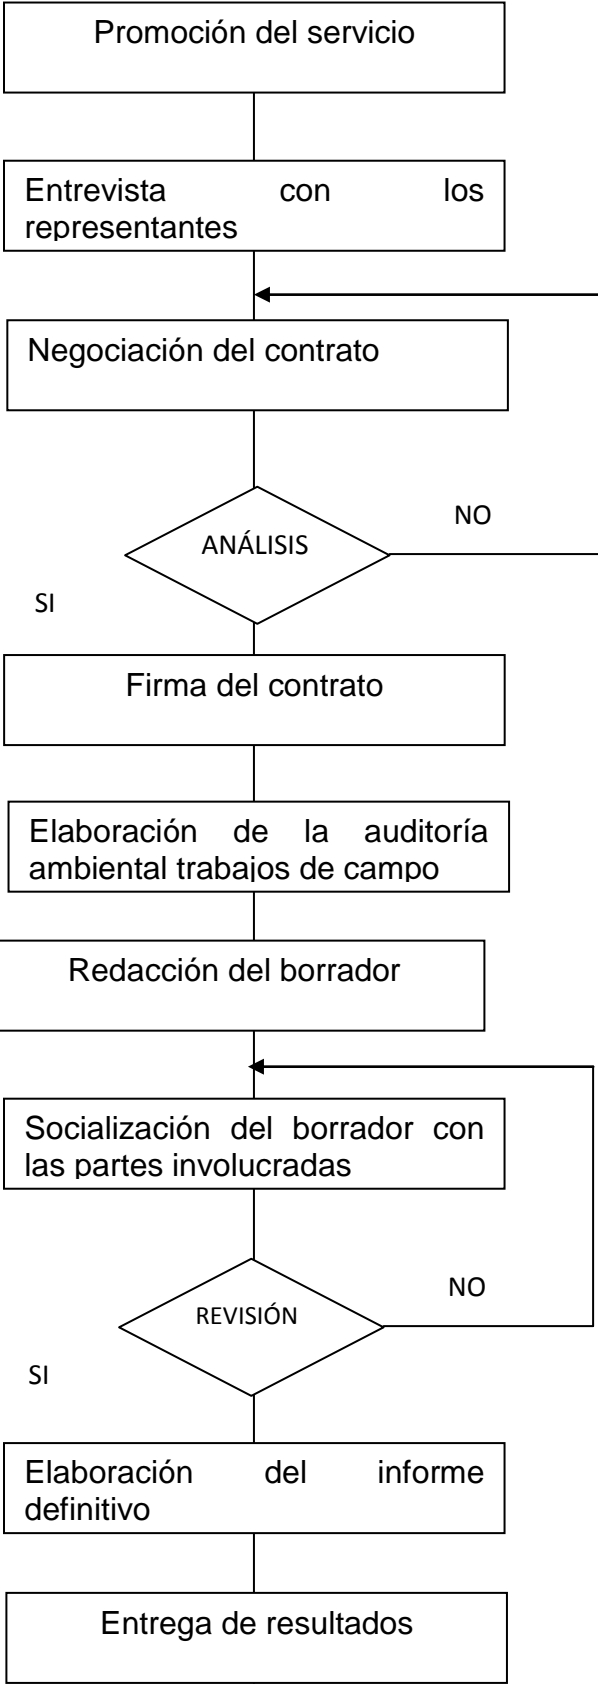 Promoción del servicio
Entrevista con los
representantes
Negociación del contrato
NO
ANÁLISIS
SI
Firma del contrato
Elaboración de la auditoría
ambiental trabajos de campo
Redacción del borrador
Socialización del borrador con
las partes involucradas
NO
REVISIÓN
SI
Elaboración del informe
definitivo
Entrega de resultados